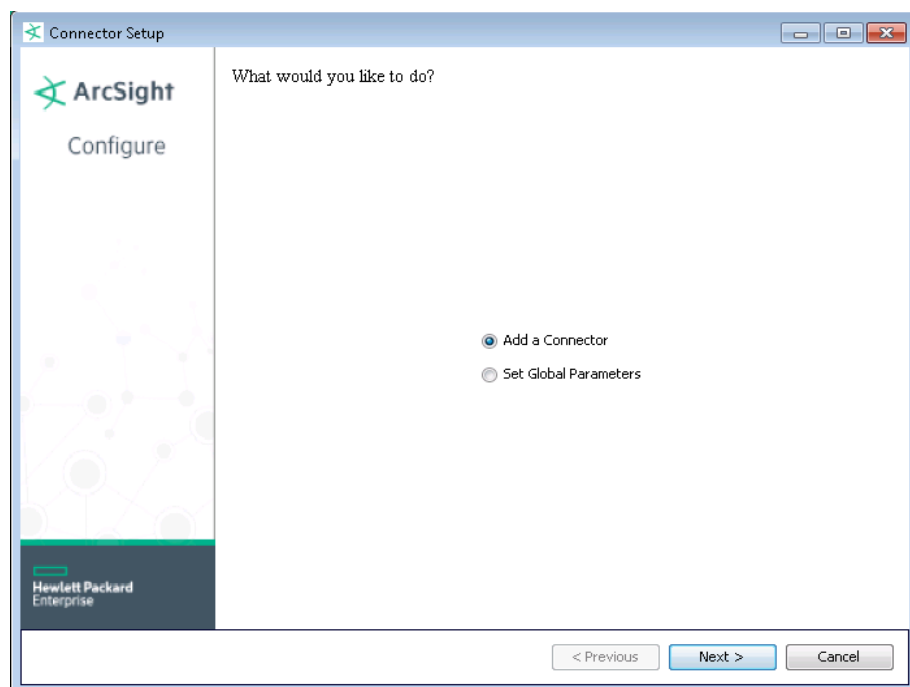 Connector Setup
ArcSight
Configure
What would you like to do?
Add a Connector
Set Global Parameters
Hewlett Packard
Enterprise
< Previous
Next >
Cancel